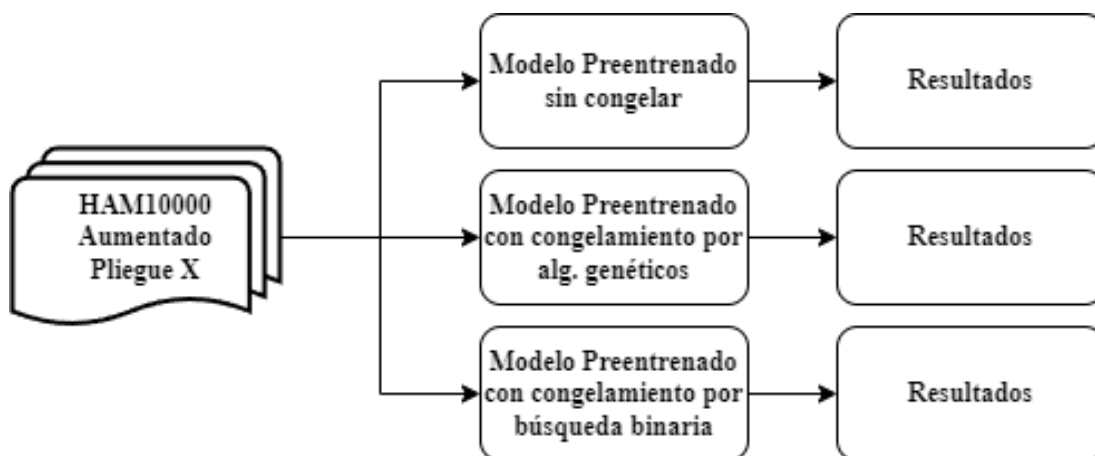 HAM10000
Aumentado
Pliegue X
Modelo Preentrenado
sin congelar
Resultados
Modelo Preentrenado
con congelamiento por
alg. genéticos
Resultados
Modelo Preentrenado
con congelamiento por
búsqueda binaria
Resultados